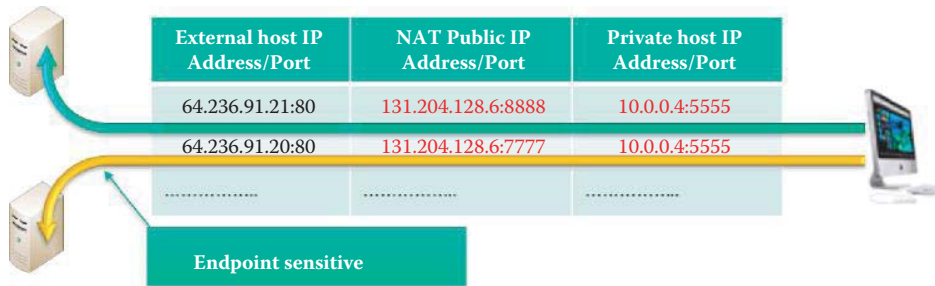 External host IP Address/Port
NAT Public IP Address/Port
Private host IP Address/Port
64.236.91.21:80 131.204.128.6:8888 10.0.0.4:5555
64.236.91.20:80 131.204.128.6:7777 10.0.0.4:5555
................ ................ ................
Endpoint sensitive